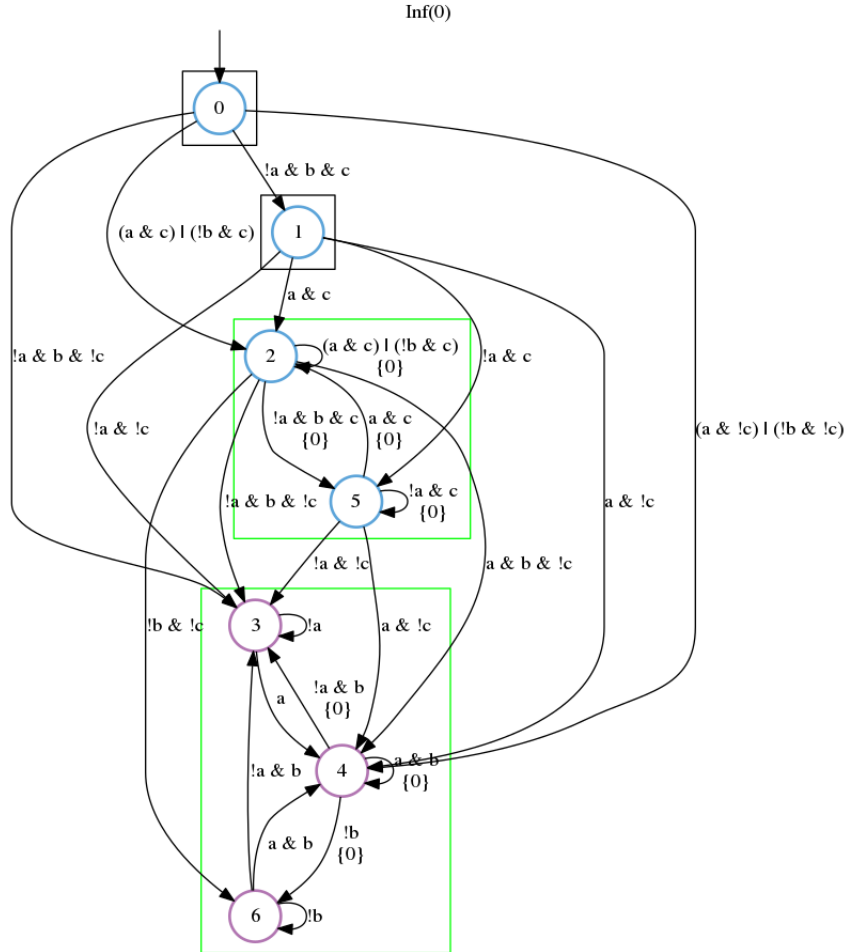 Inf(0)
0
!a & b & c
1
(a & c) | (!b & c)
a & c
!a & b & !c
2
(a & c) | (!b & c)
{0}
!a & c
!a & !c
!a & b & c
{0}
a & c
{0}
(a & !c) | (!b & !c)
!a & b & !c
5
!a & c
{0}
a & !c
!a & !c
a & b & !c
!b & !c
3
!a
a & !c
a
!a & b
{0}
!a & b
4
a & b
{0}
a & b
!b
{0}
6
!b